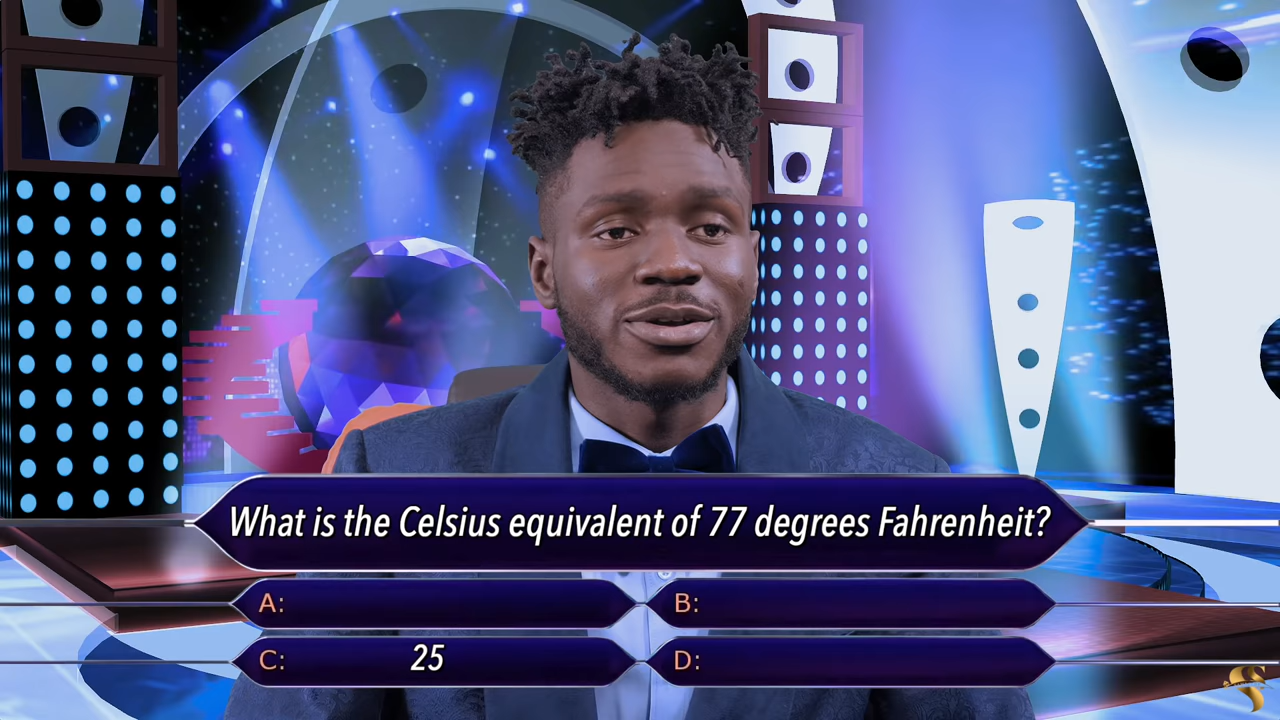 What is the Celsius equivalent of 77 degrees Fahrenheit?
A:
B:
C: 25
D: